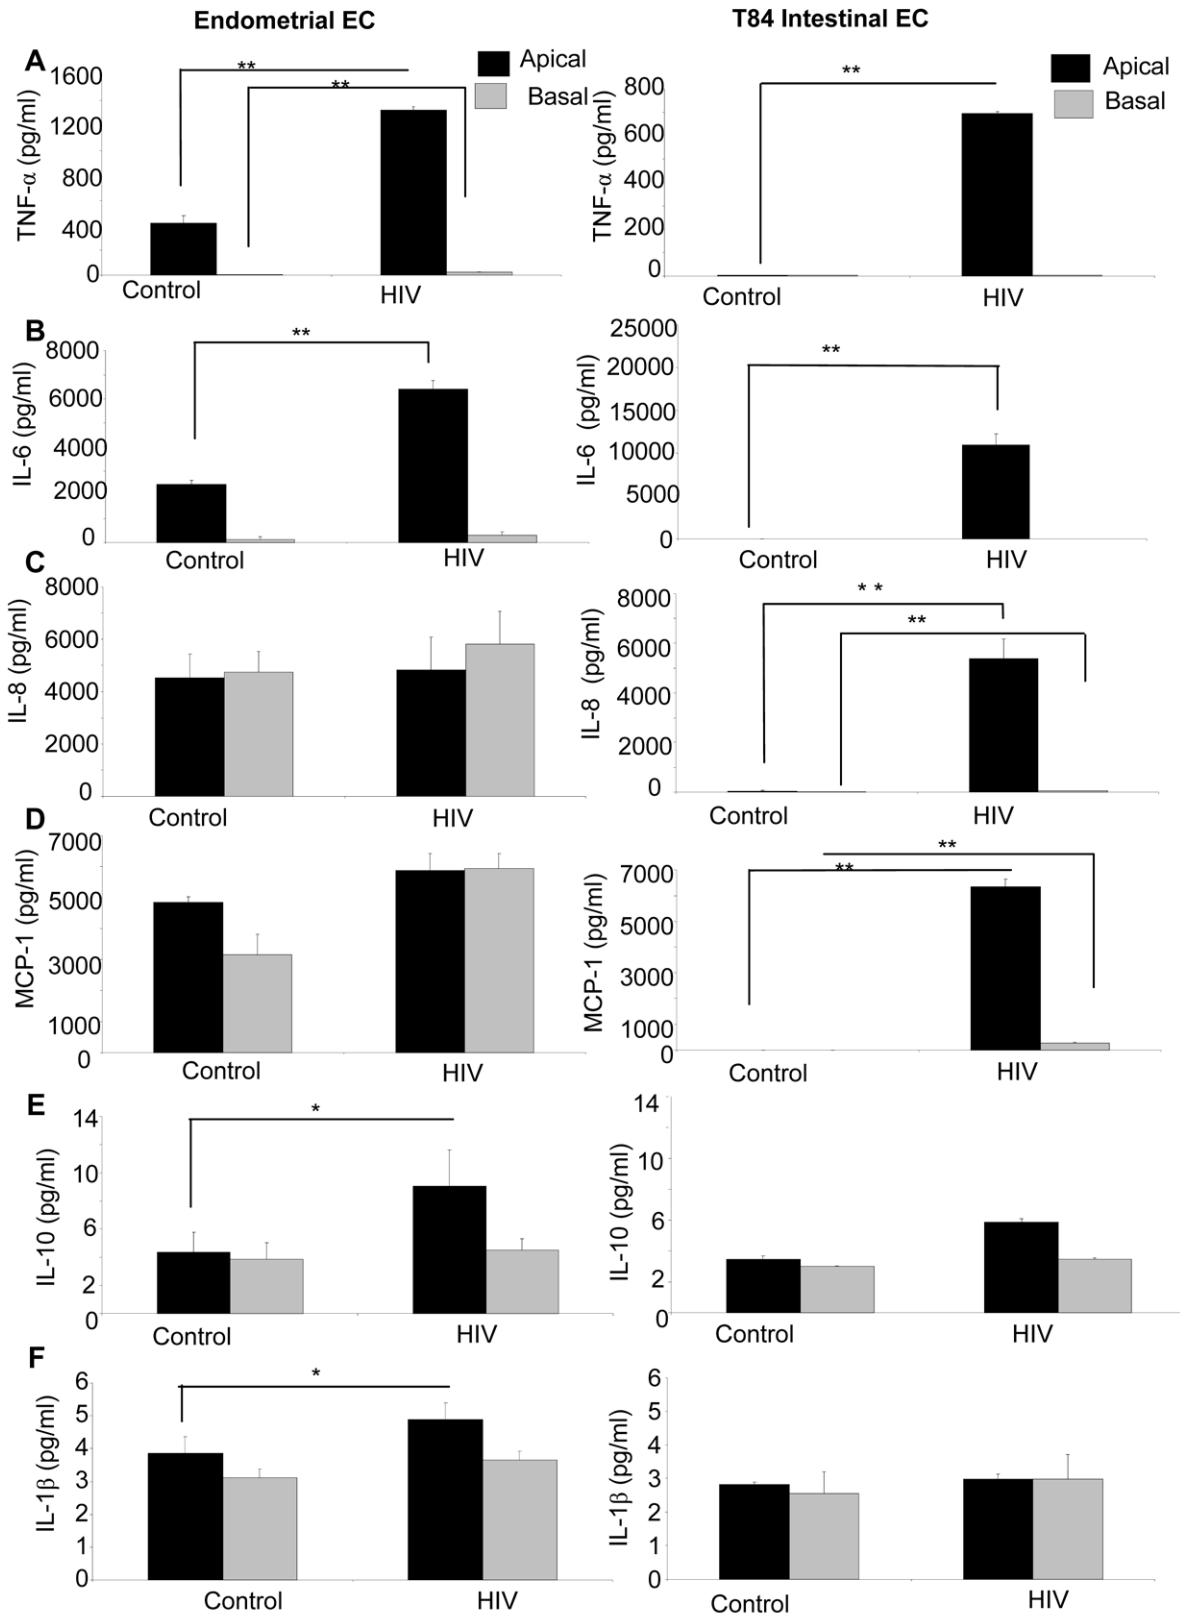 Endometrial EC
T84 Intestinal EC
A
TNF-α (pg/ml)
1600
1200
800
400
0
**
**
Apical
Basal
Control
HIV
TNF-α (pg/ml)
800
600
400
200
0
**
Apical
Basal
Control
HIV
B
IL-6 (pg/ml)
8000
6000
4000
2000
0
**
Control
HIV
IL-6 (pg/ml)
25000
20000
15000
10000
5000
0
**
Control
HIV
C
IL-8 (pg/ml)
8000
6000
4000
2000
0
Control
HIV
IL-8 (pg/ml)
8000
6000
4000
2000
0
* *
**
Control
HIV
D
MCP-1 (pg/ml)
7000
5000
3000
1000
0
Control
HIV
MCP-1 (pg/ml)
7000
5000
3000
1000
0
**
**
Control
HIV
E
IL-10 (pg/ml)
14
10
6
2
0
*
Control
HIV
IL-10 (pg/ml)
14
10
6
2
0
Control
HIV
F
IL-1β (pg/ml)
6
5
4
3
2
1
0
*
Control
HIV
IL-1β (pg/ml)
6
5
4
3
2
1
0
Control
HIV